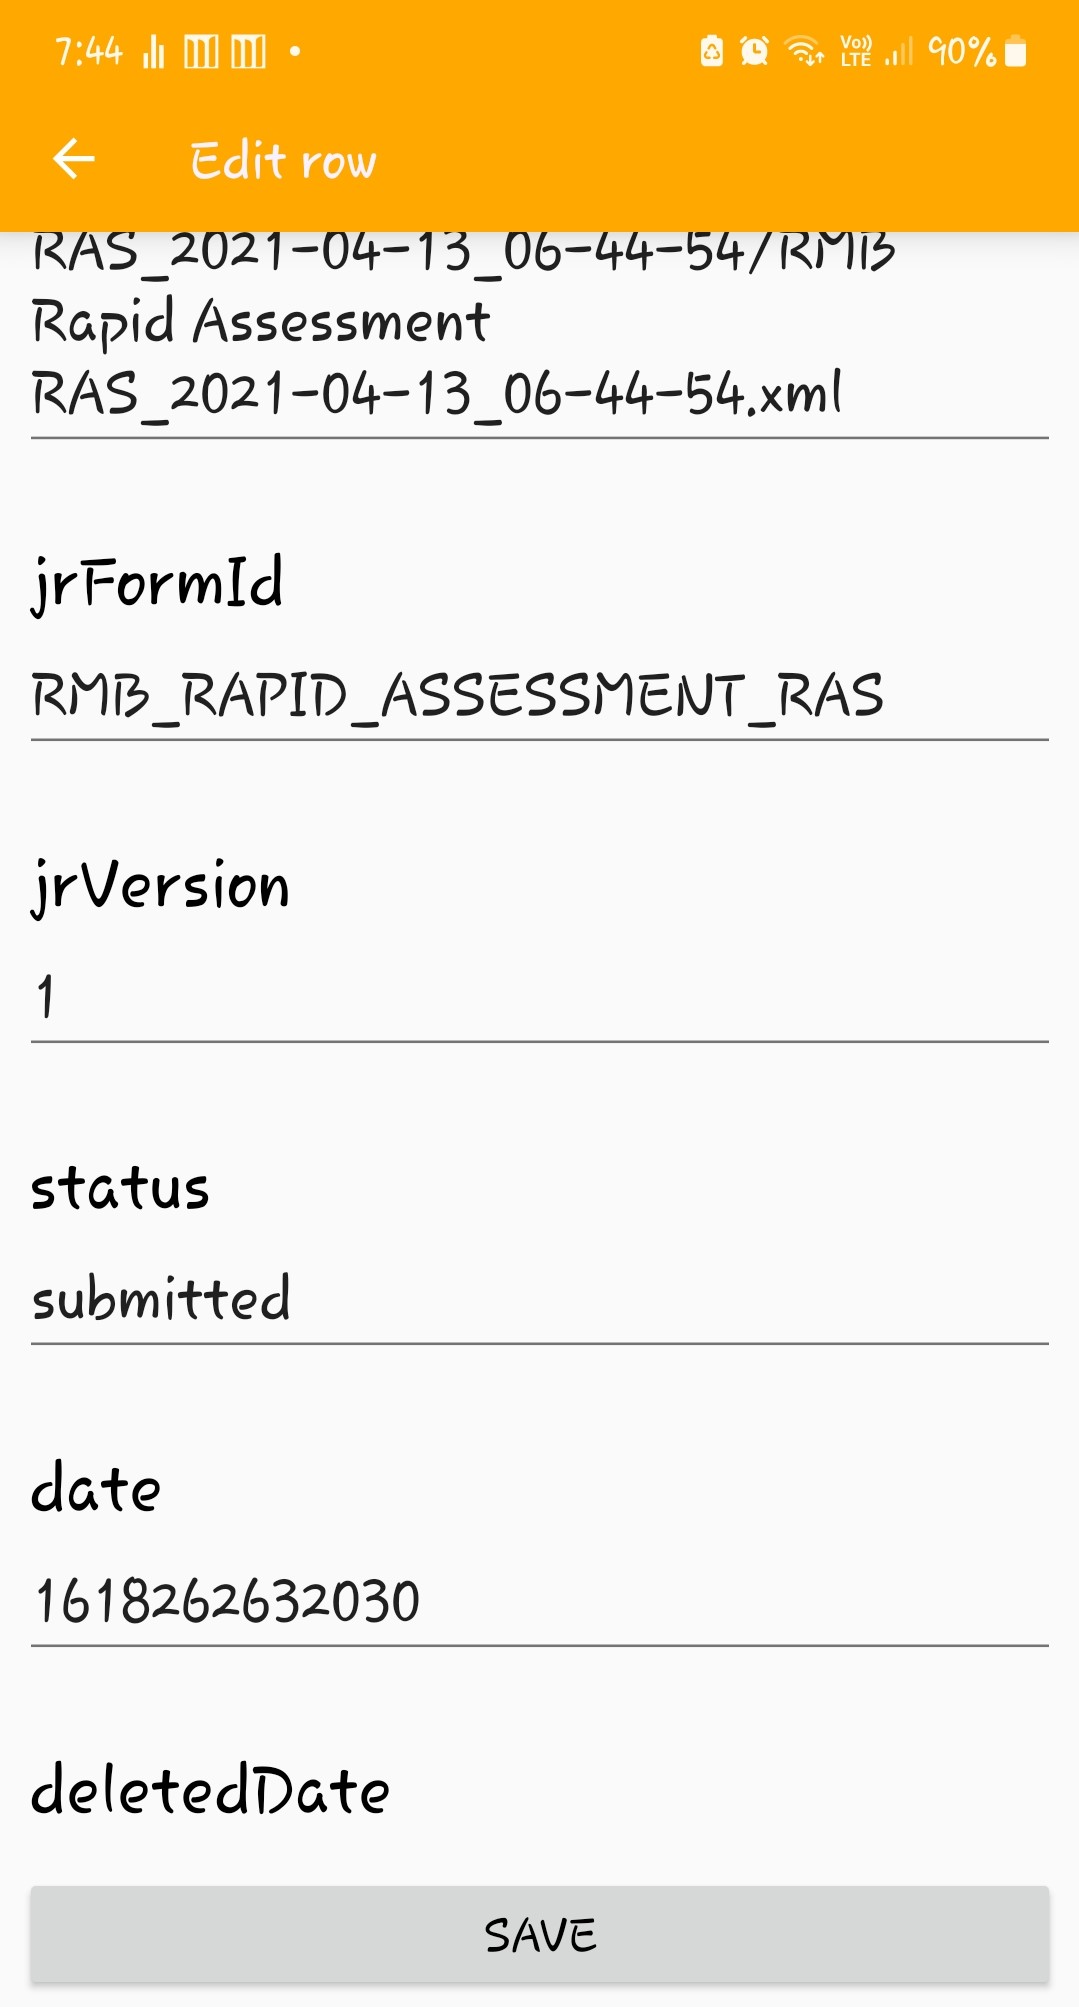 7:44
Vo)) LTE 90%
Edit row
RAS_2021-04-13_06-44-54/RMB
Rapid Assessment
RAS_2021-04-13_06-44-54.xml
jrFormId
RMB_RAPID_ASSESSMENT_RAS
jrVersion
1
status
submitted
date
1618262632030
deletedDate
SAVE